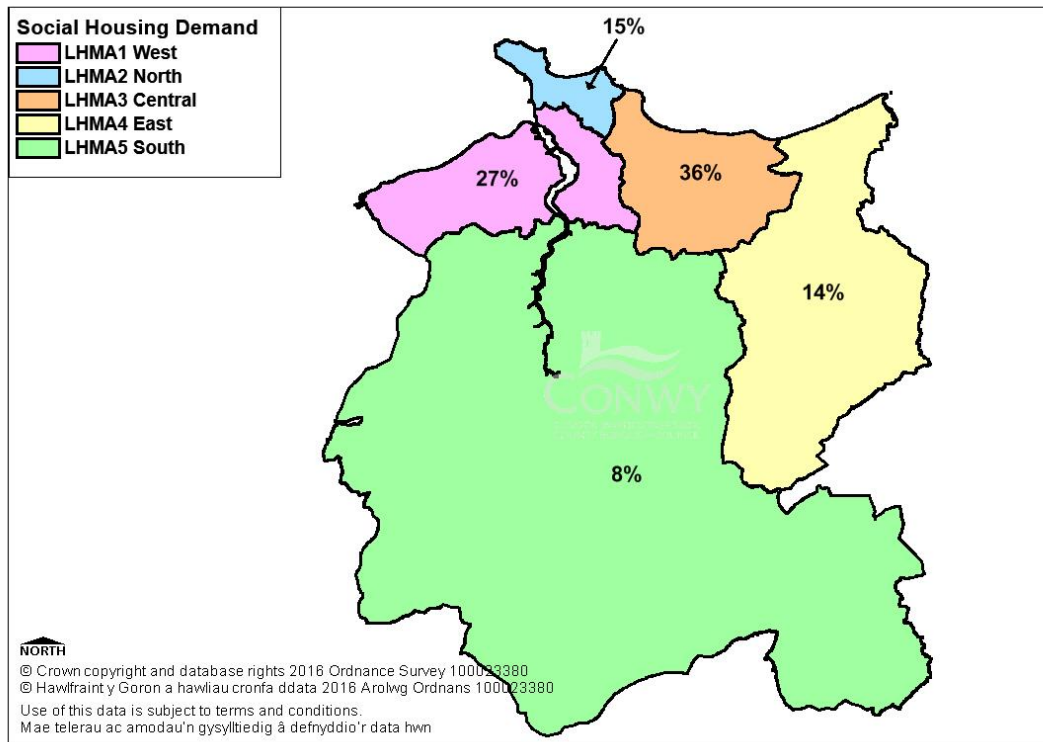 Social Housing Demand
LHMA1 West
LHMA2 North
LHMA3 Central
LHMA4 East
LHMA5 South
15%
27%
36%
14%
CONWY
8%
NORTH
© Crown copyright and database rights 2016 Ordnance Survey 100023380
© Hawlfraint y Goron a hawliau cronfa ddata 2016 Arolwg Ordnans 100023380
Use of this data is subject to terms and conditions.
Mae telerau ac amodau'n gysylltiedig â defnyddio'r data hwn